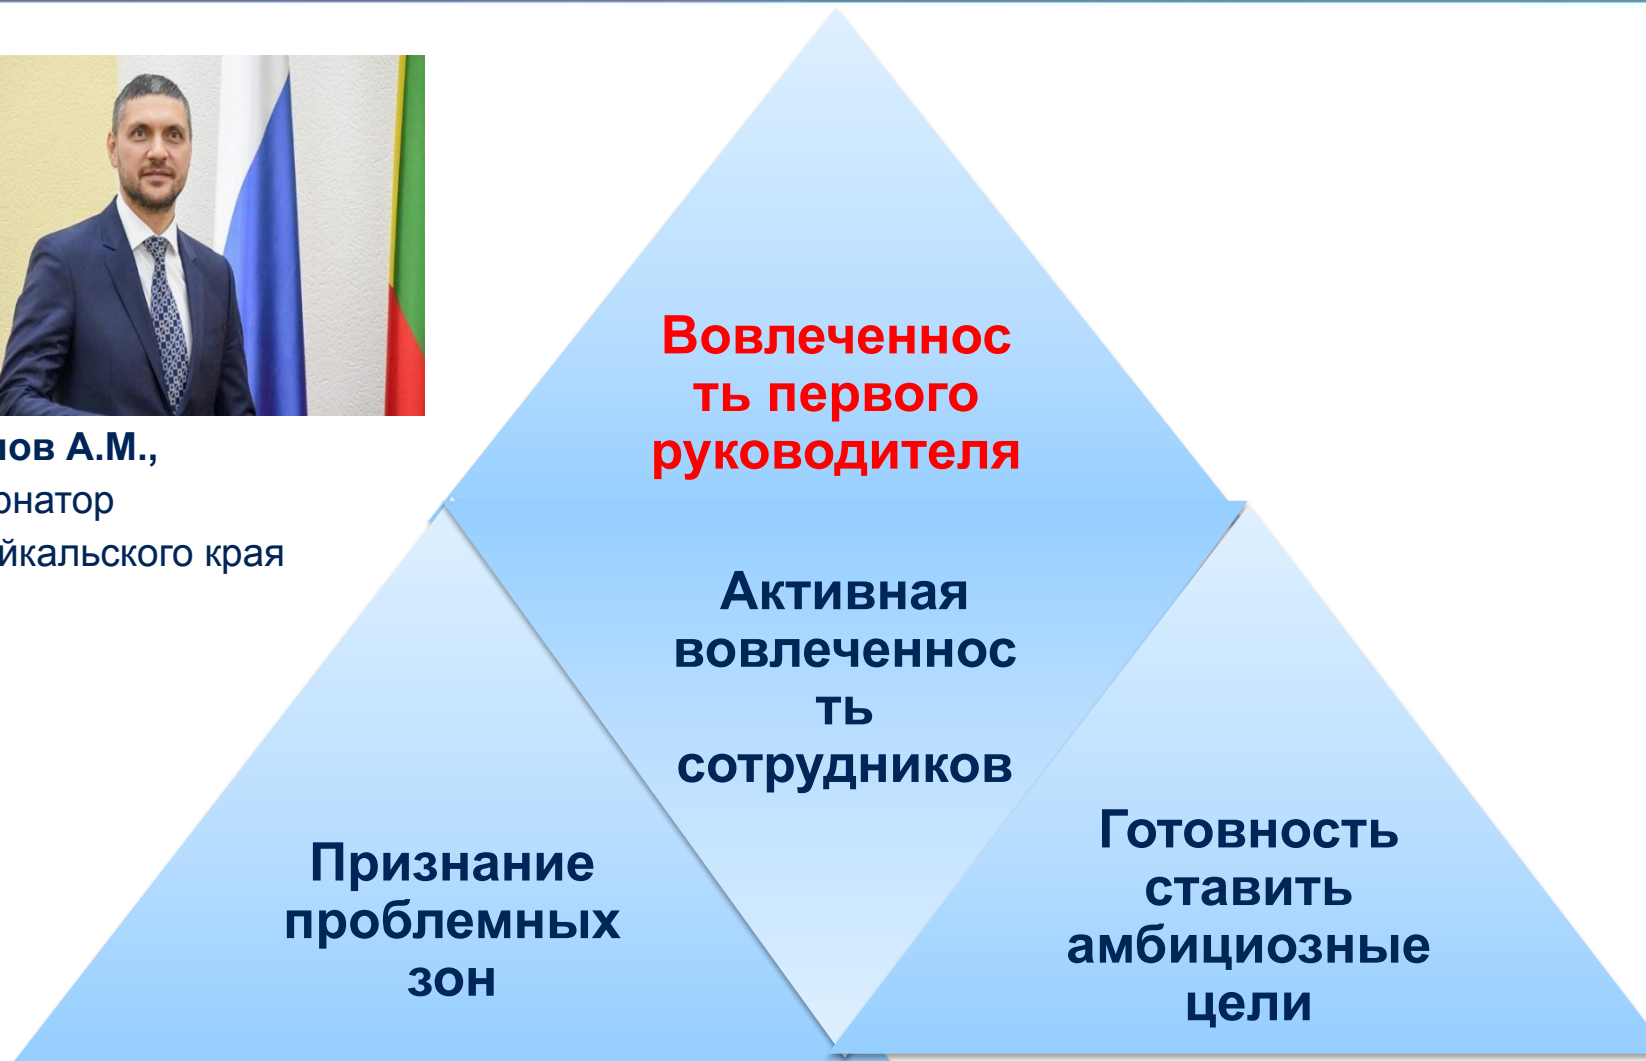 нов А.М.,
рнатор
йкальского края
Вовлеченнос
ть первого
руководителя
Активная
вовлеченнос
ть
сотрудников
Признание
проблемных
зон
Готовность
ставить
амбициозные
цели